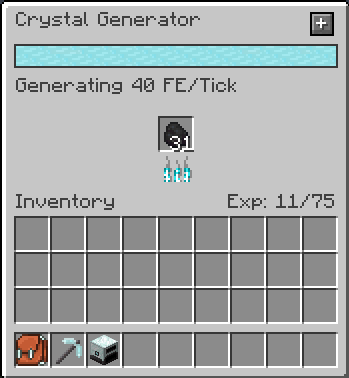 Crystal Generator
+
Generating 40 FE/Tick
31
Inventory Exp: 11/75